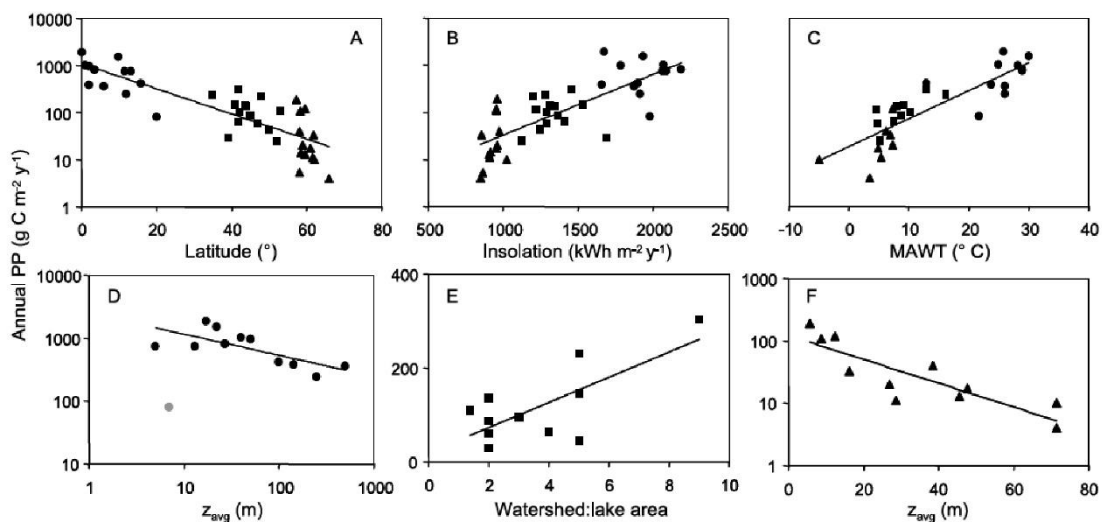 Annual PP (g C m⁻² y⁻¹)
10000
1000
100
10
1
A
0 20 40 60 80
Latitude (°)
B
500 1000 1500 2000 2500
Insolation (kWh m⁻² y⁻¹)
C
-10 0 10 20 30 40
MAWT (° C)
10000
1000
100
10
D
1 10 100 1000
zavg (m)
400
200
0
E
2 4 6 8 10
Watershed:lake area
1000
100
10
1
F
0 20 40 60 80
zavg (m)